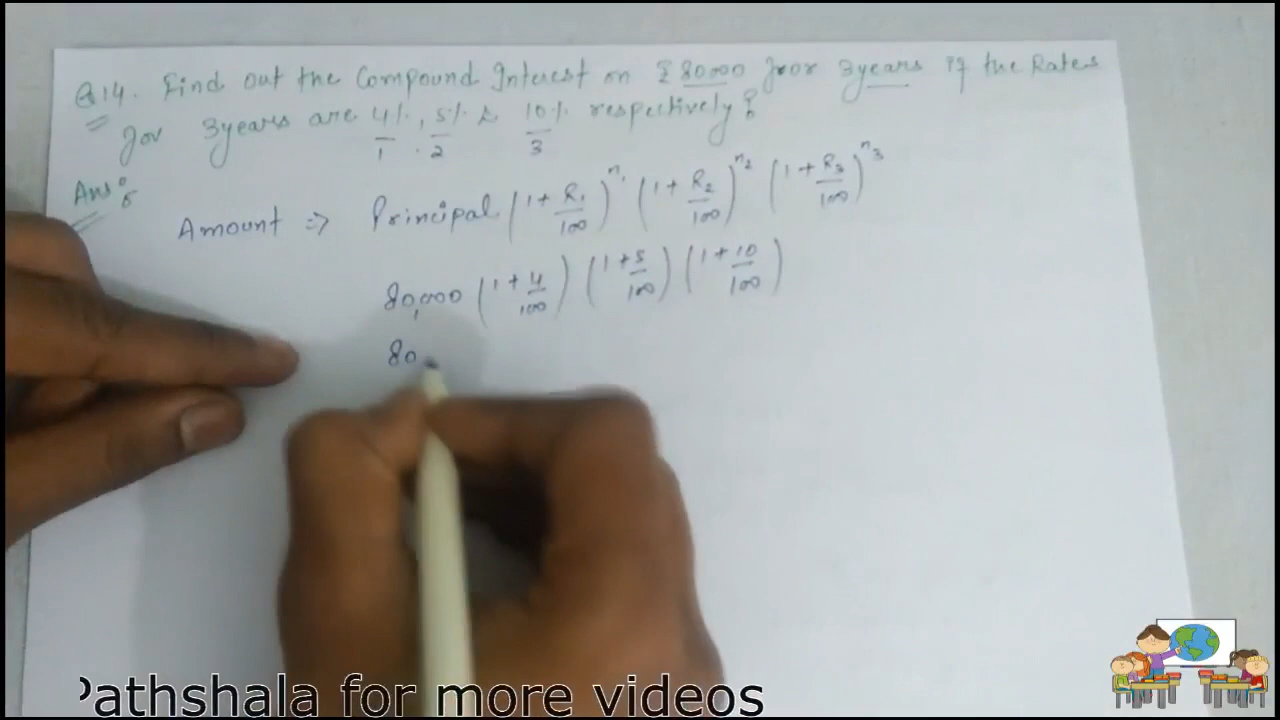 Q14. Find out the Compound Interest on ₹ 80000 for 3years if the Rates
for 3years are 4%, 5% & 10% respectively?
1 2 3
Ans:
Amount ⇒ Principal (1 + R₁/100)^n₁ (1 + R₂/100)^n₂ (1 + R₃/100)^n₃
80,000 (1 + 4/100) (1 + 5/100) (1 + 10/100)
80
Pathshala for more videos